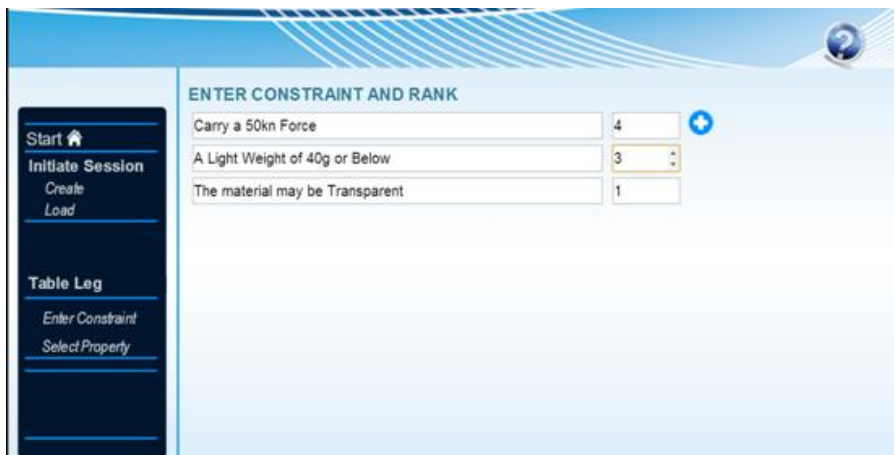 ENTER CONSTRAINT AND RANK
Carry a 50kn Force 4
A Light Weight of 40g or Below 3
The material may be Transparent 1
Start
Initiate Session
Create
Load
Table Leg
Enter Constraint
Select Property